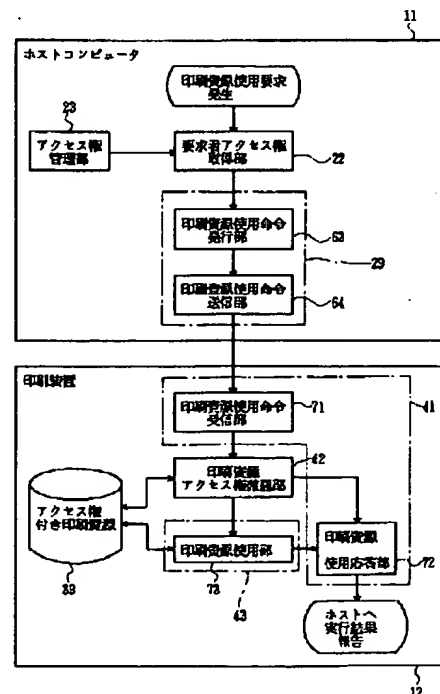 11
ホストコンピュータ
印刷資源使用要求
発生
23
アクセス権
管理部
要求者アクセス権
取得部
22
印刷資源使用命令
発行部
63
29
印刷資源使用命令
送信部
64
印刷装置
印刷資源使用命令
受信部
71
41
42
印刷資源
アクセス権確認部
アクセス権
付き印刷資源
39
印刷資源使用部
73
43
印刷資源
使用応答部
72
ホストへ
実行結果
報告
12